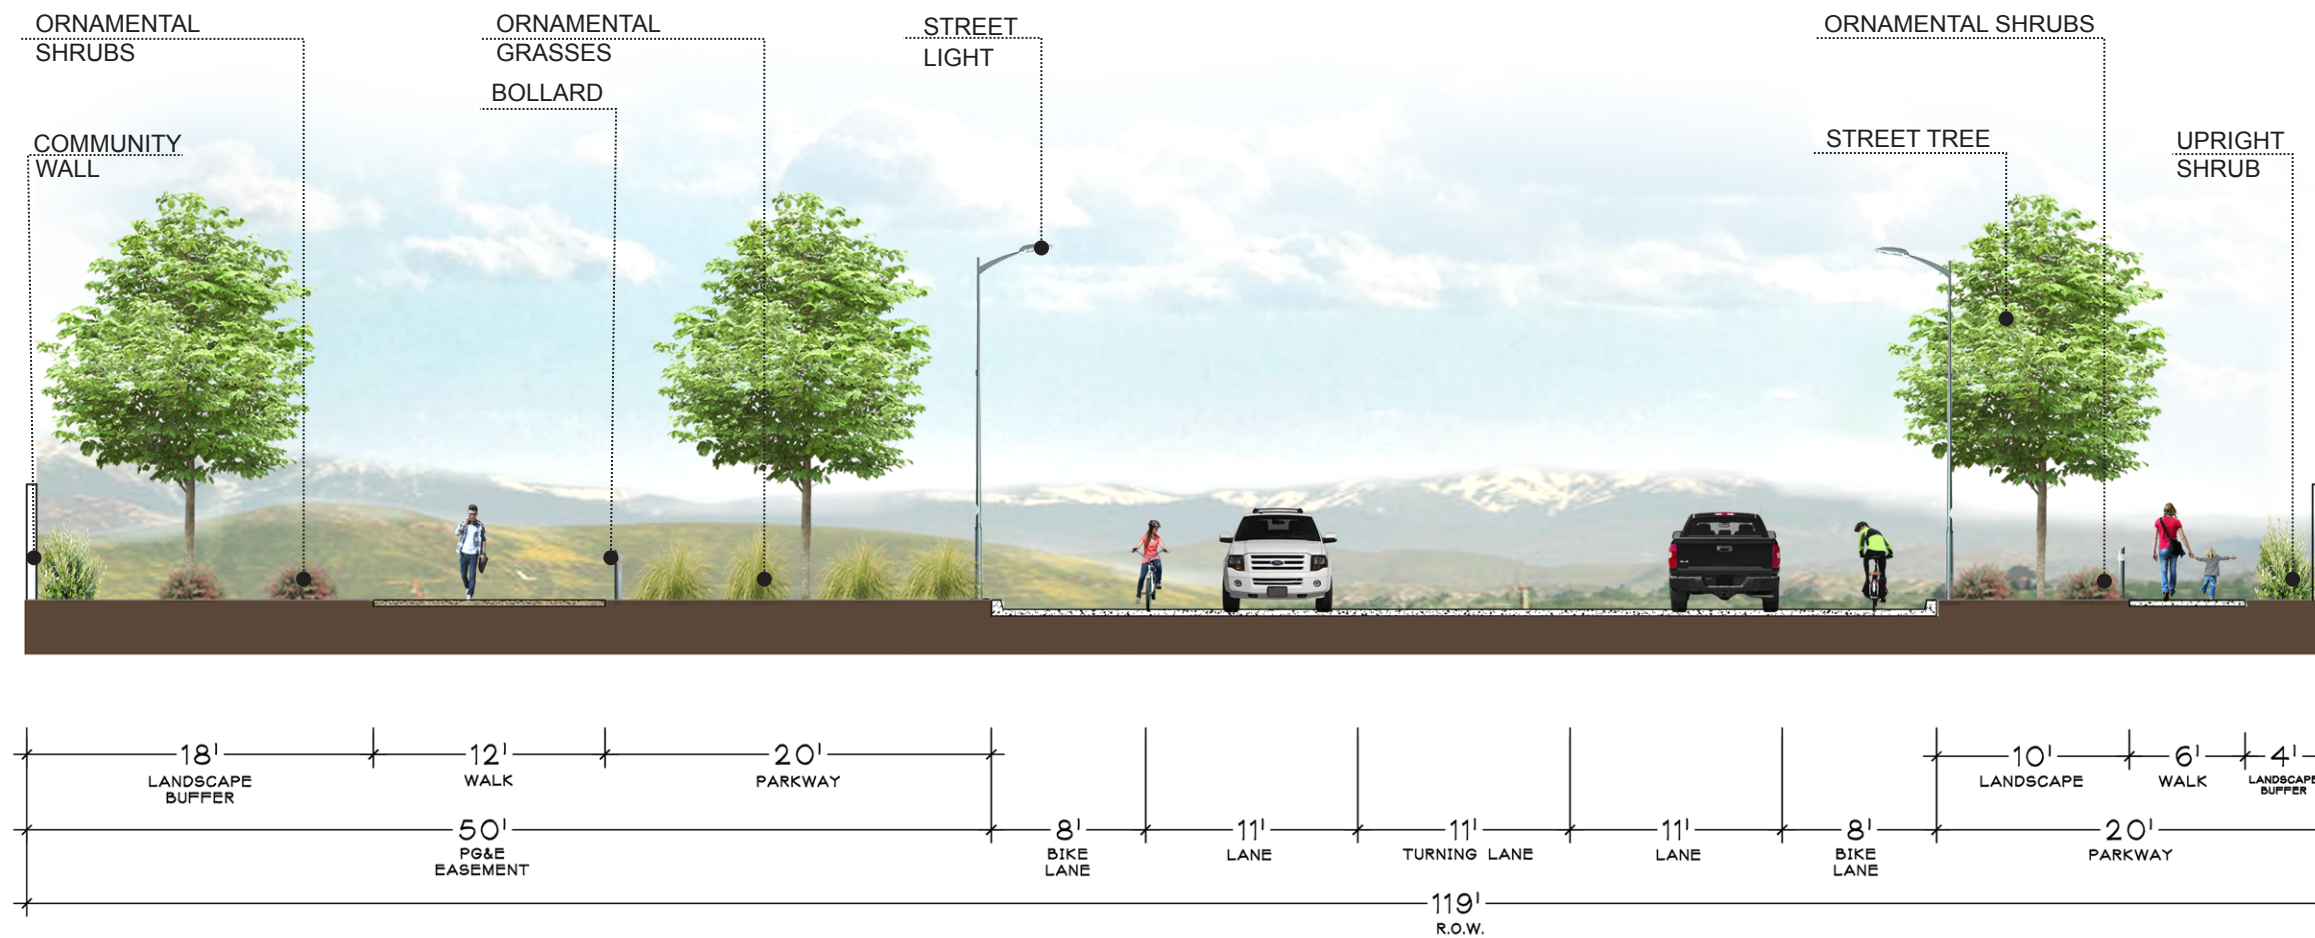 ORNAMENTAL
SHRUBS
ORNAMENTAL
GRASSES
STREET
LIGHT
ORNAMENTAL SHRUBS
BOLLARD
COMMUNITY
WALL
STREET TREE
UPRIGHT
SHRUB
18'
LANDSCAPE
BUFFER
12'
WALK
20'
PARKWAY
10'
LANDSCAPE
6'
WALK
4'
LANDSCAPE
BUFFER
50'
PG&E
EASEMENT
8'
BIKE
LANE
11'
LANE
11'
TURNING LANE
11'
LANE
8'
BIKE
LANE
20'
PARKWAY
119'
R.O.W.